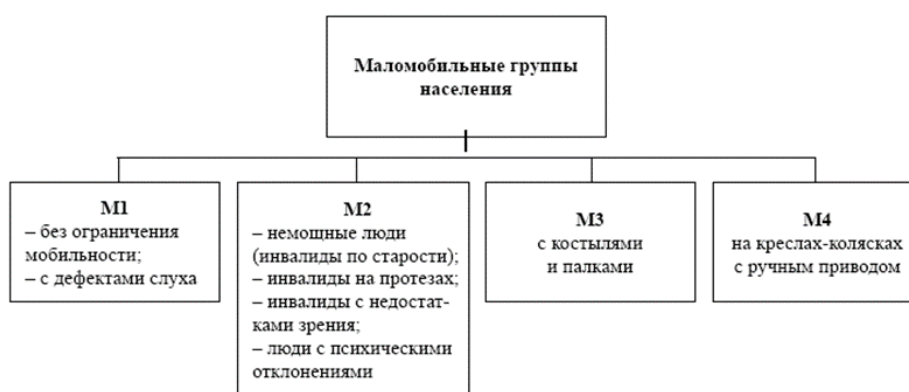 Маломобильные группы
населения
М1
– без ограничения
мобильности;
– с дефектами слуха
М2
– немощные люди
(инвалиды по старости);
– инвалиды на протезах;
– инвалиды с недостат-
ками зрения;
– люди с психическими
отклонениями
М3
с костылями
и палками
М4
на креслах-колясках
с ручным приводом